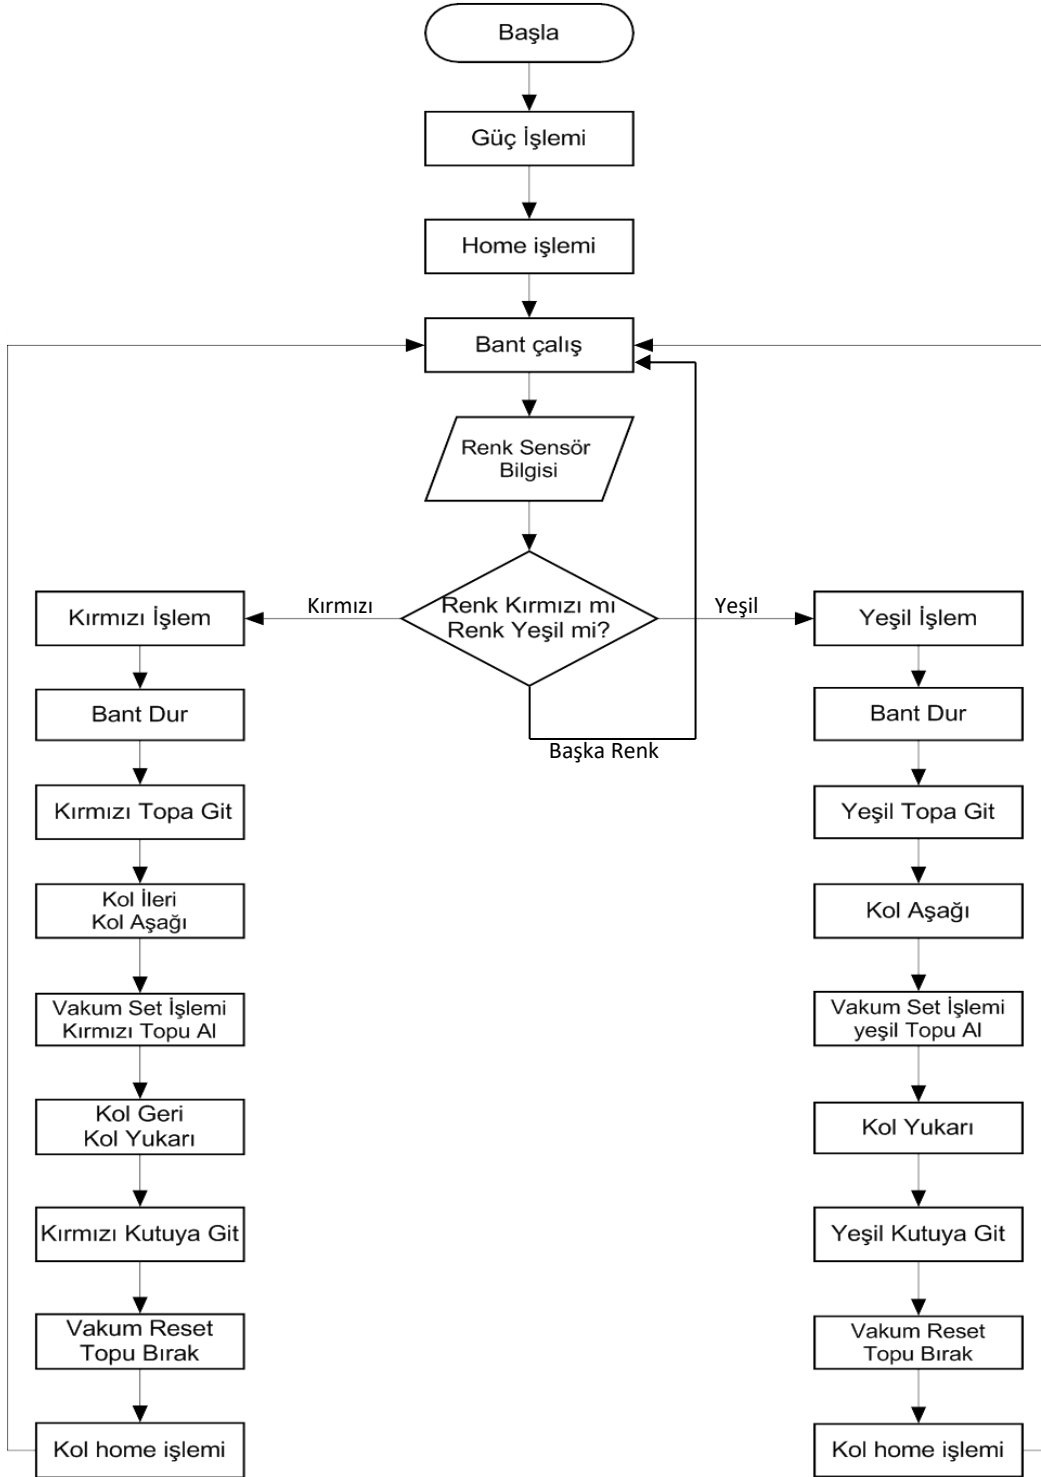 Başla
Güç İşlemi
Home işlemi
Bant çalış
Renk Sensör
Bilgisi
Renk Kırmızı mı
Renk Yeşil mi?
Kırmızı
Yeşil
Başka Renk
Kırmızı İşlem
Bant Dur
Kırmızı Topa Git
Kol İleri
Kol Aşağı
Vakum Set İşlemi
Kırmızı Topu Al
Kol Geri
Kol Yukarı
Kırmızı Kutuya Git
Vakum Reset
Topu Bırak
Kol home işlemi
Yeşil İşlem
Bant Dur
Yeşil Topa Git
Kol Aşağı
Vakum Set İşlemi
yeşil Topu Al
Kol Yukarı
Yeşil Kutuya Git
Vakum Reset
Topu Bırak
Kol home işlemi